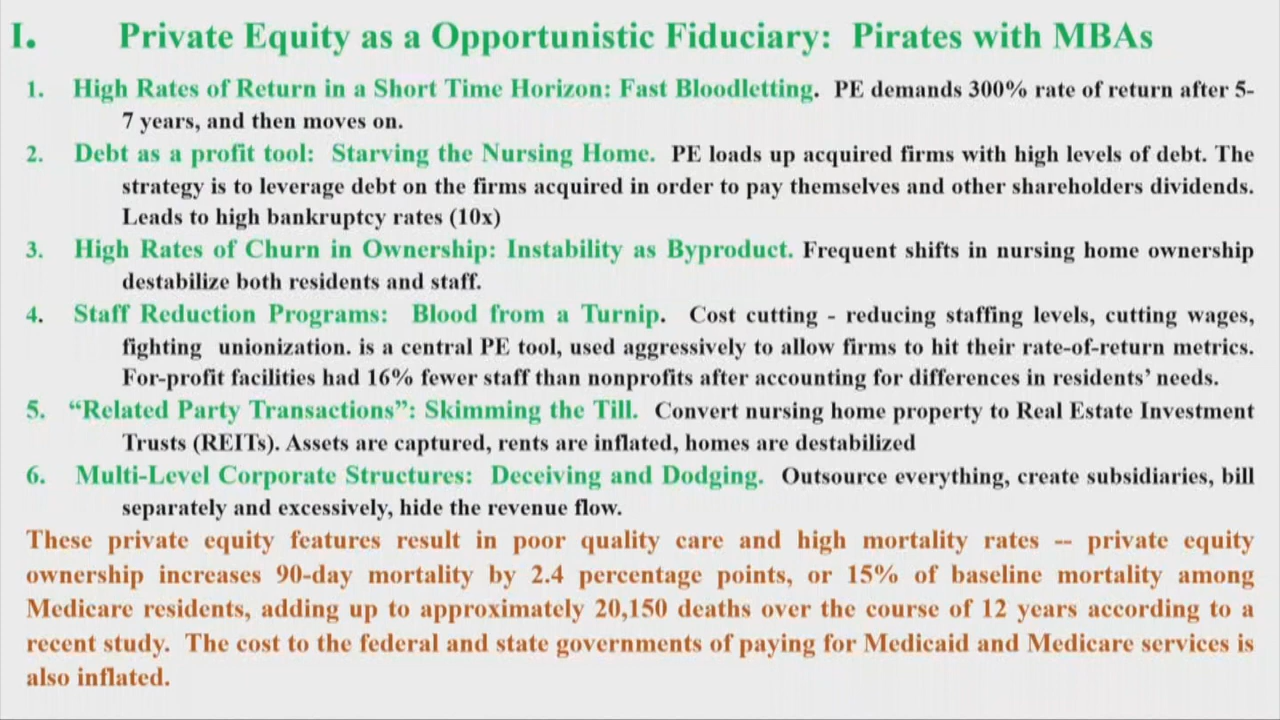 I. Private Equity as a Opportunistic Fiduciary: Pirates with MBAs
1. High Rates of Return in a Short Time Horizon: Fast Bloodletting. PE demands 300% rate of return after 5-
7 years, and then moves on.
2. Debt as a profit tool: Starving the Nursing Home. PE loads up acquired firms with high levels of debt. The
strategy is to leverage debt on the firms acquired in order to pay themselves and other shareholders dividends.
Leads to high bankruptcy rates (10x)
3. High Rates of Churn in Ownership: Instability as Byproduct. Frequent shifts in nursing home ownership
destabilize both residents and staff.
4. Staff Reduction Programs: Blood from a Turnip. Cost cutting - reducing staffing levels, cutting wages,
fighting unionization. is a central PE tool, used aggressively to allow firms to hit their rate-of-return metrics.
For-profit facilities had 16% fewer staff than nonprofits after accounting for differences in residents’ needs.
5. “Related Party Transactions”: Skimming the Till. Convert nursing home property to Real Estate Investment
Trusts (REITs). Assets are captured, rents are inflated, homes are destabilized
6. Multi-Level Corporate Structures: Deceiving and Dodging. Outsource everything, create subsidiaries, bill
separately and excessively, hide the revenue flow.
These private equity features result in poor quality care and high mortality rates -- private equity
ownership increases 90-day mortality by 2.4 percentage points, or 15% of baseline mortality among
Medicare residents, adding up to approximately 20,150 deaths over the course of 12 years according to a
recent study. The cost to the federal and state governments of paying for Medicaid and Medicare services is
also inflated.